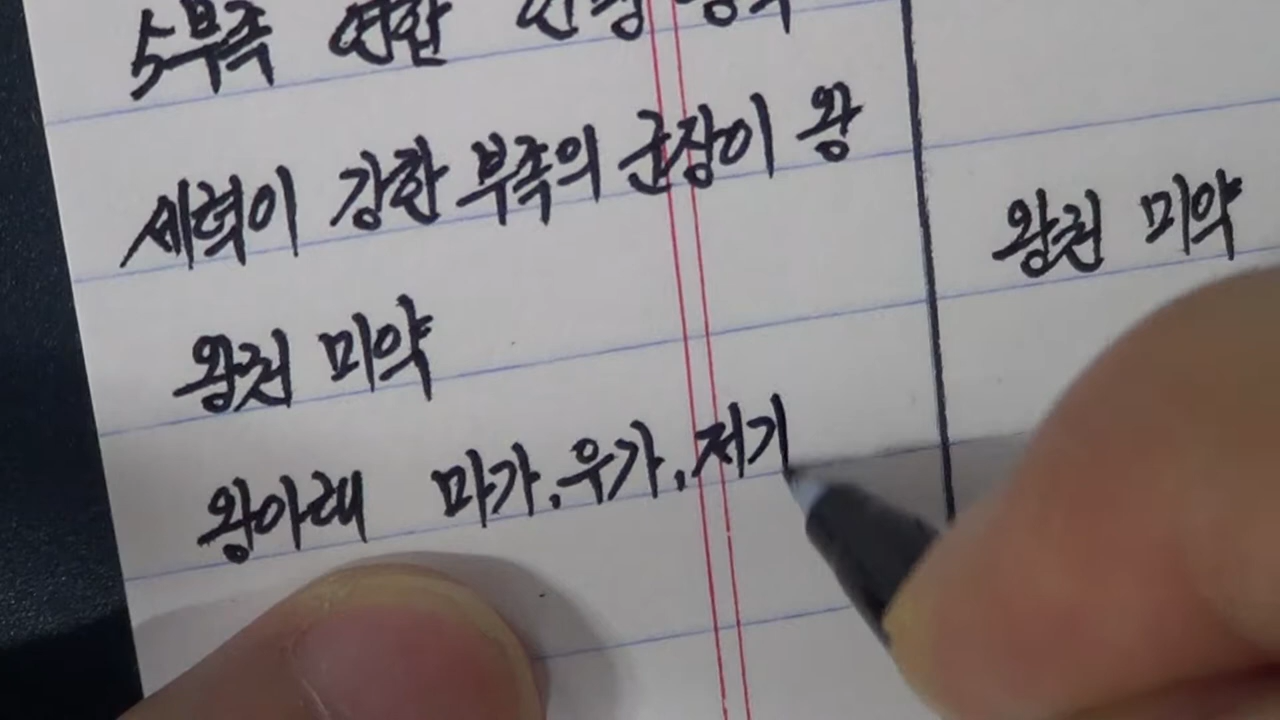 5부족 연합
세력이 강한 부족의 군장이 왕
왕권 미약
왕아래 마가, 우가, 저기
왕권 미약